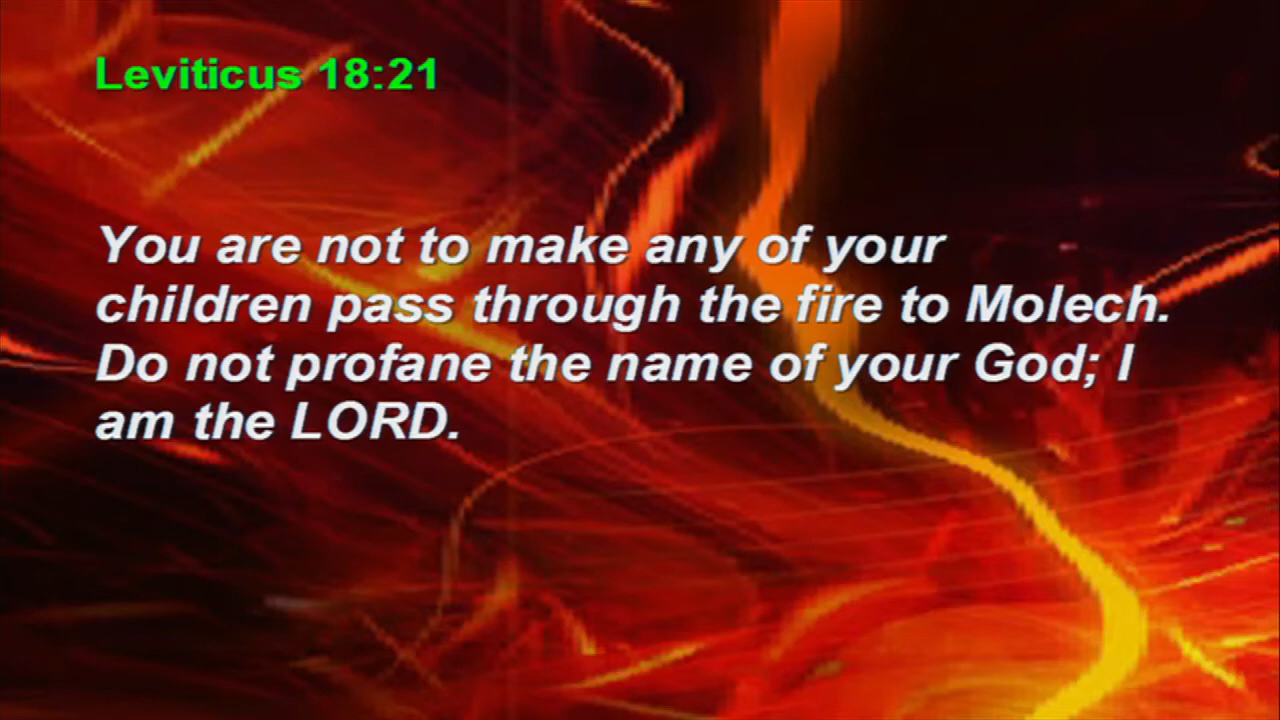 Leviticus 18:21
You are not to make any of your
children pass through the fire to Molech.
Do not profane the name of your God; I
am the LORD.